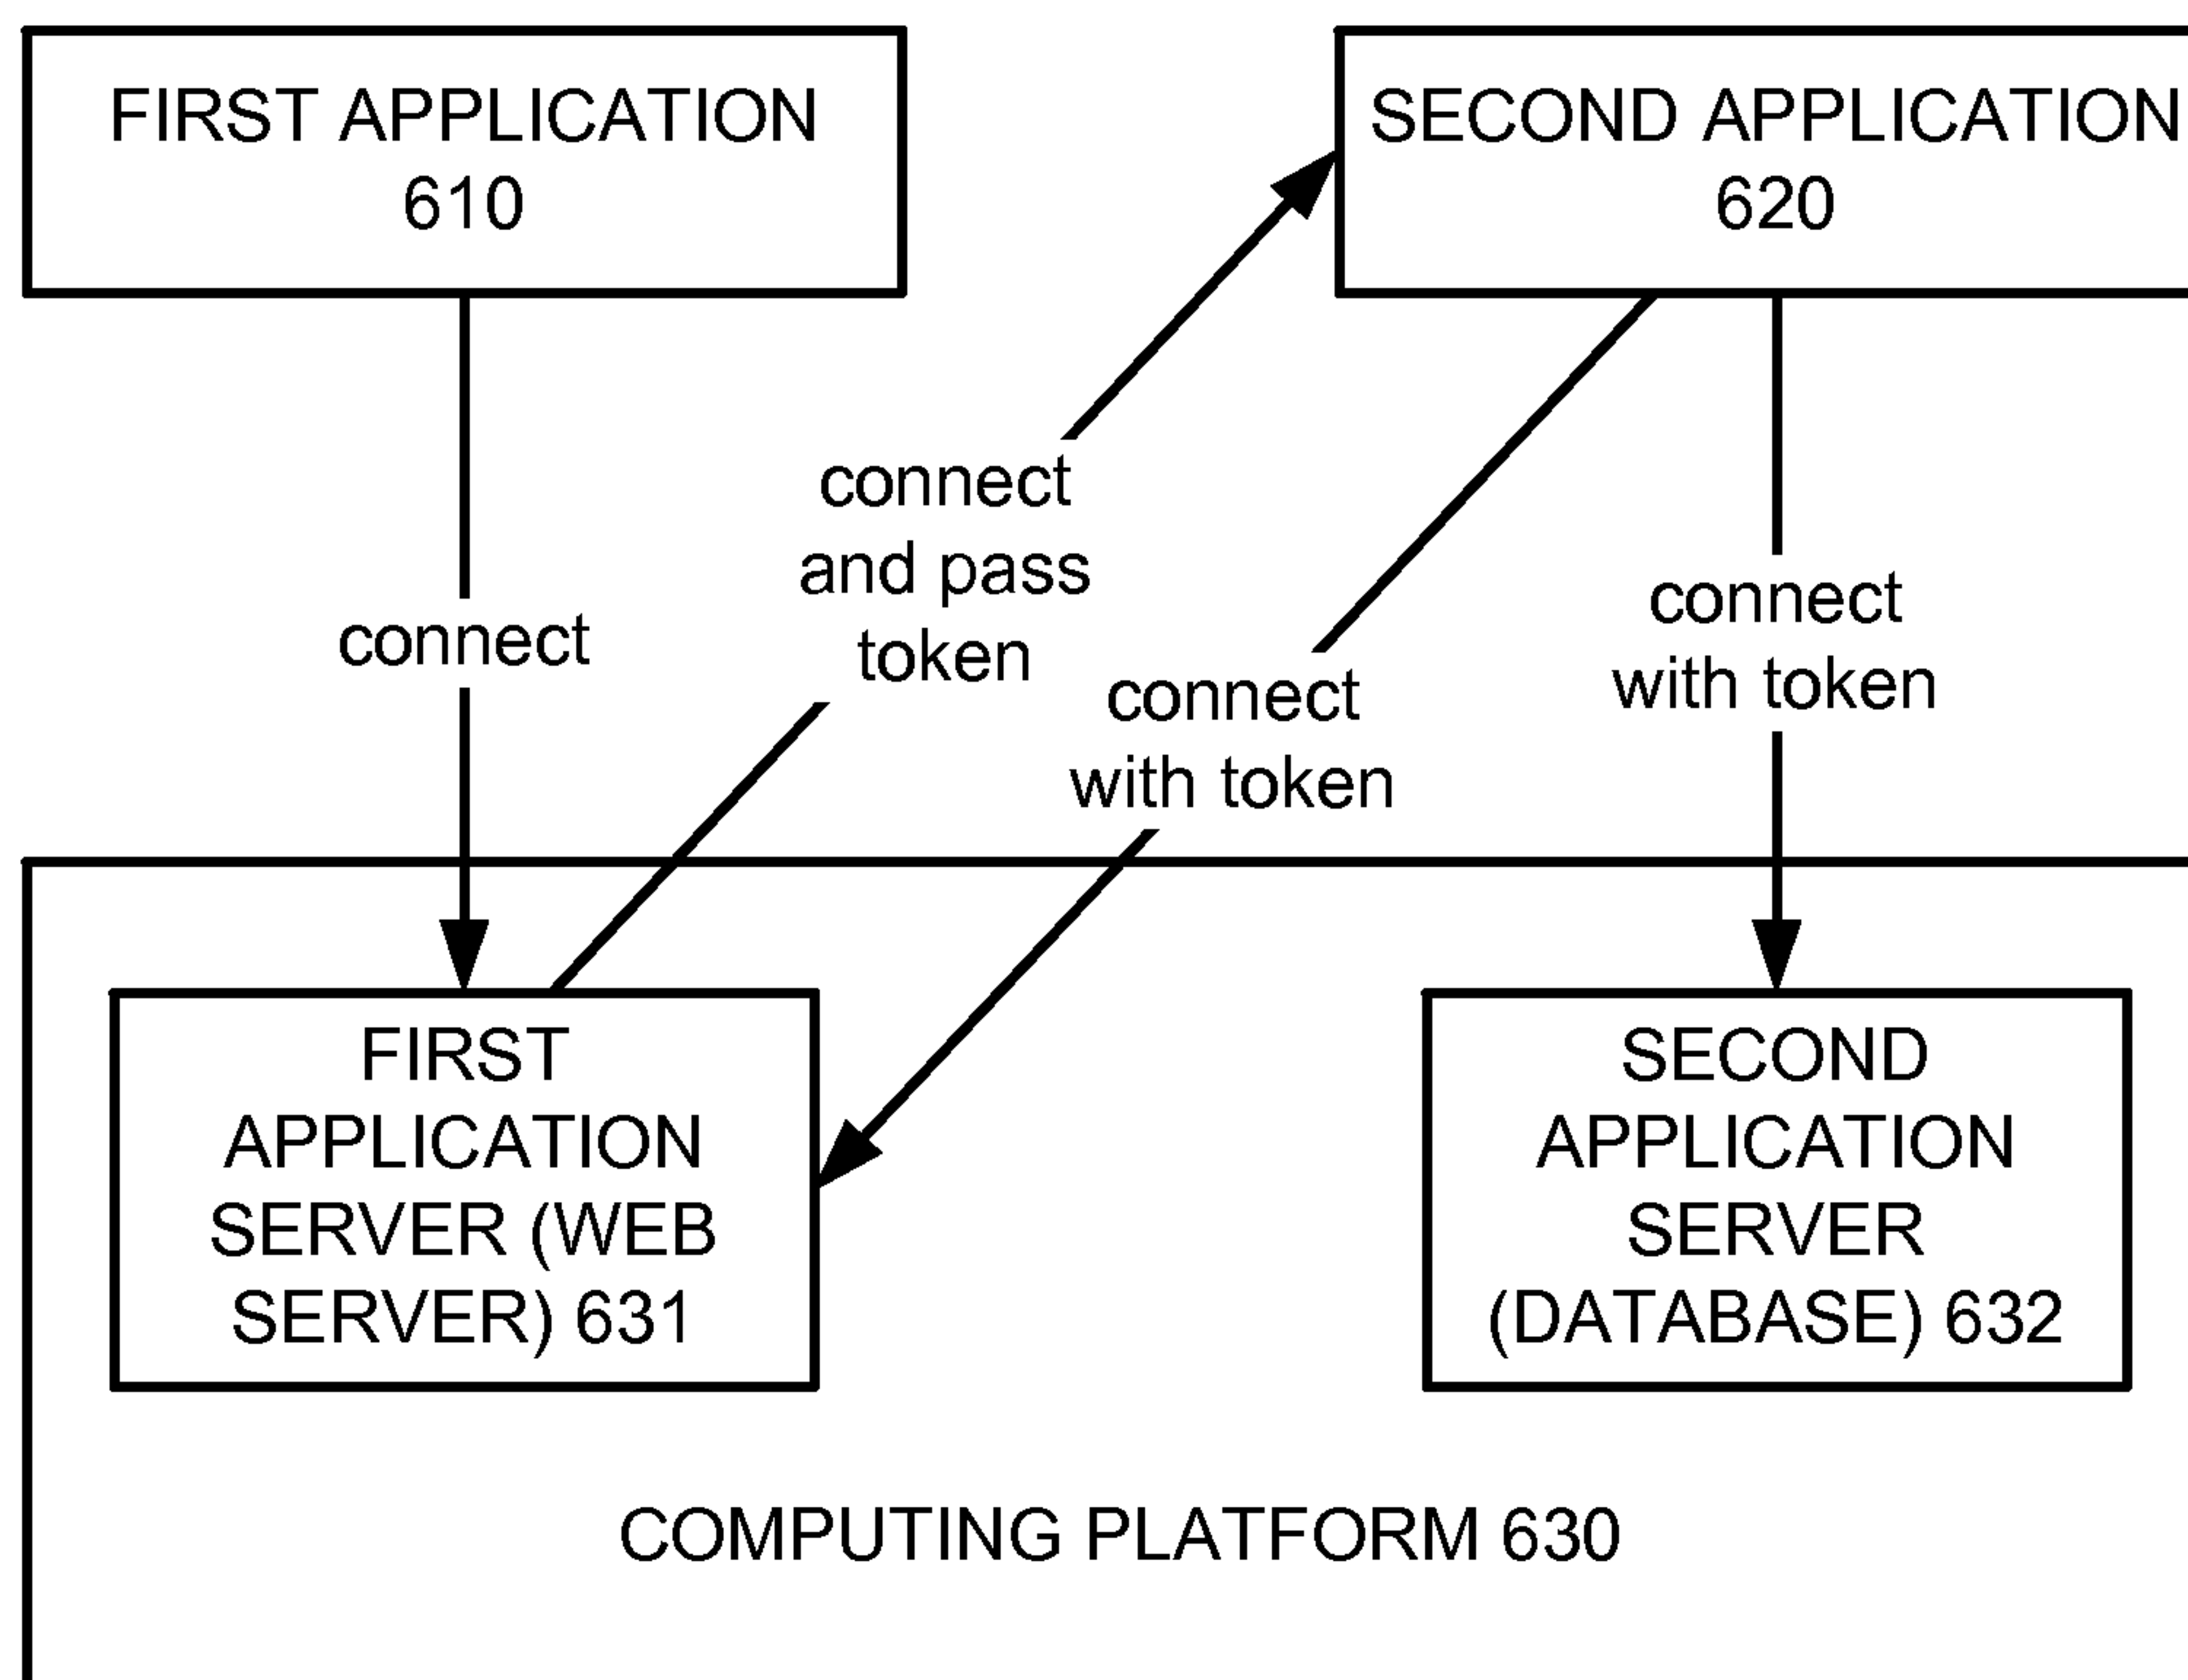 FIRST APPLICATION
610
SECOND APPLICATION
620
connect
and pass
token
connect
connect
with token
connect
with token
FIRST
APPLICATION
SERVER (WEB
SERVER) 631
SECOND
APPLICATION
SERVER
(DATABASE) 632
COMPUTING PLATFORM 630